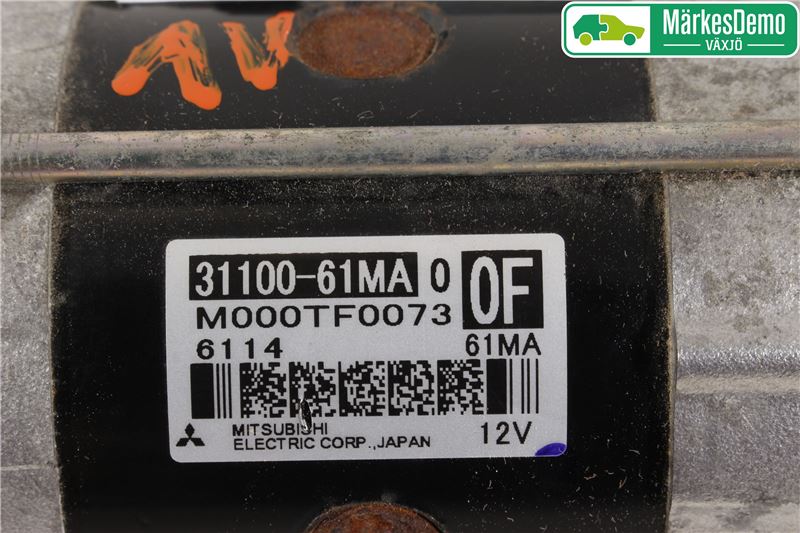 MärkesDemo
VÄXJÖ
31100-61MA 0 0F
M000TF0073
6114 61MA
MITSUBISHI
ELECTRIC CORP.,JAPAN 12V